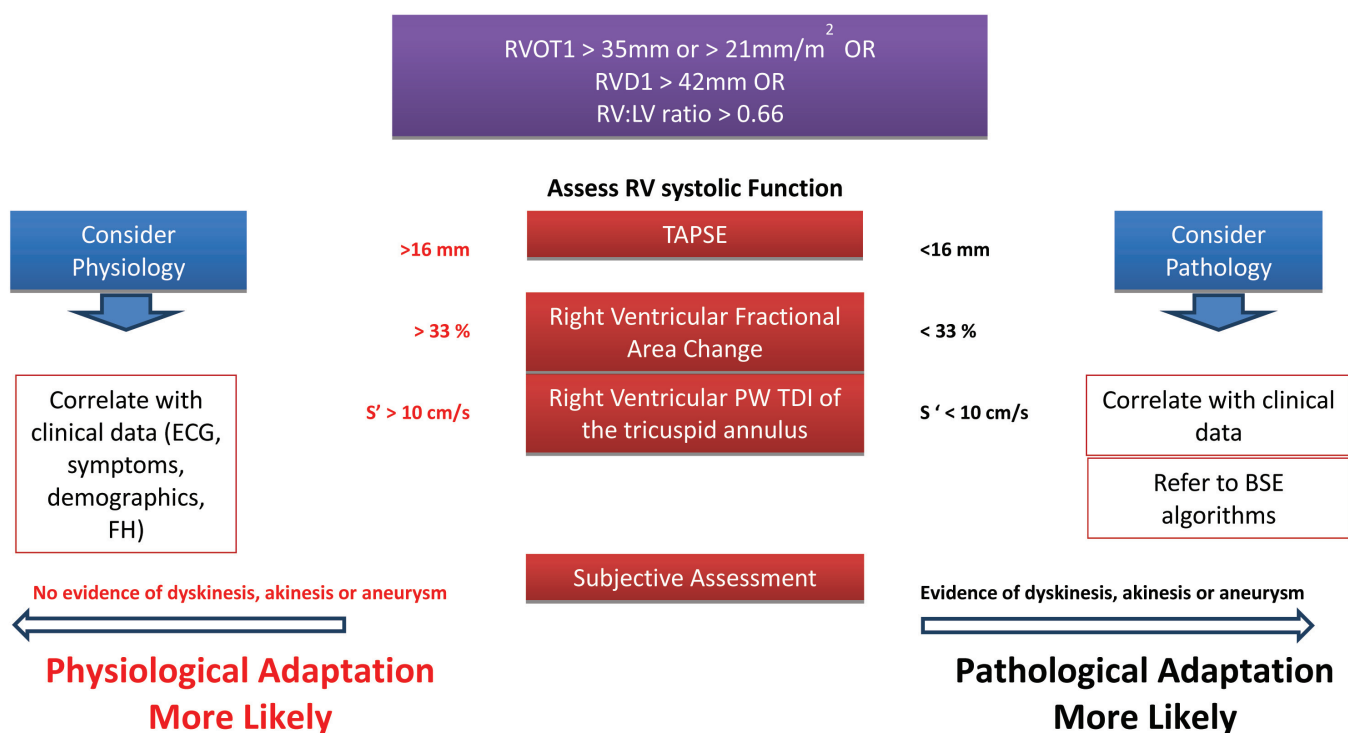 RVOT1 > 35mm or > 21mm/m² OR
RVD1 > 42mm OR
RV:LV ratio > 0.66
Assess RV systolic Function
Consider
Physiology
>16 mm
TAPSE
<16 mm
Consider
Pathology
> 33 %
Right Ventricular Fractional
Area Change
< 33 %
Correlate with
clinical data (ECG,
symptoms,
demographics,
FH)
S' > 10 cm/s
Right Ventricular PW TDI of
the tricuspid annulus
S ‘ < 10 cm/s
Correlate with clinical
data
Refer to BSE
algorithms
Subjective Assessment
No evidence of dyskinesis, akinesis or aneurysm
Evidence of dyskinesis, akinesis or aneurysm
Physiological Adaptation
More Likely
Pathological Adaptation
More Likely